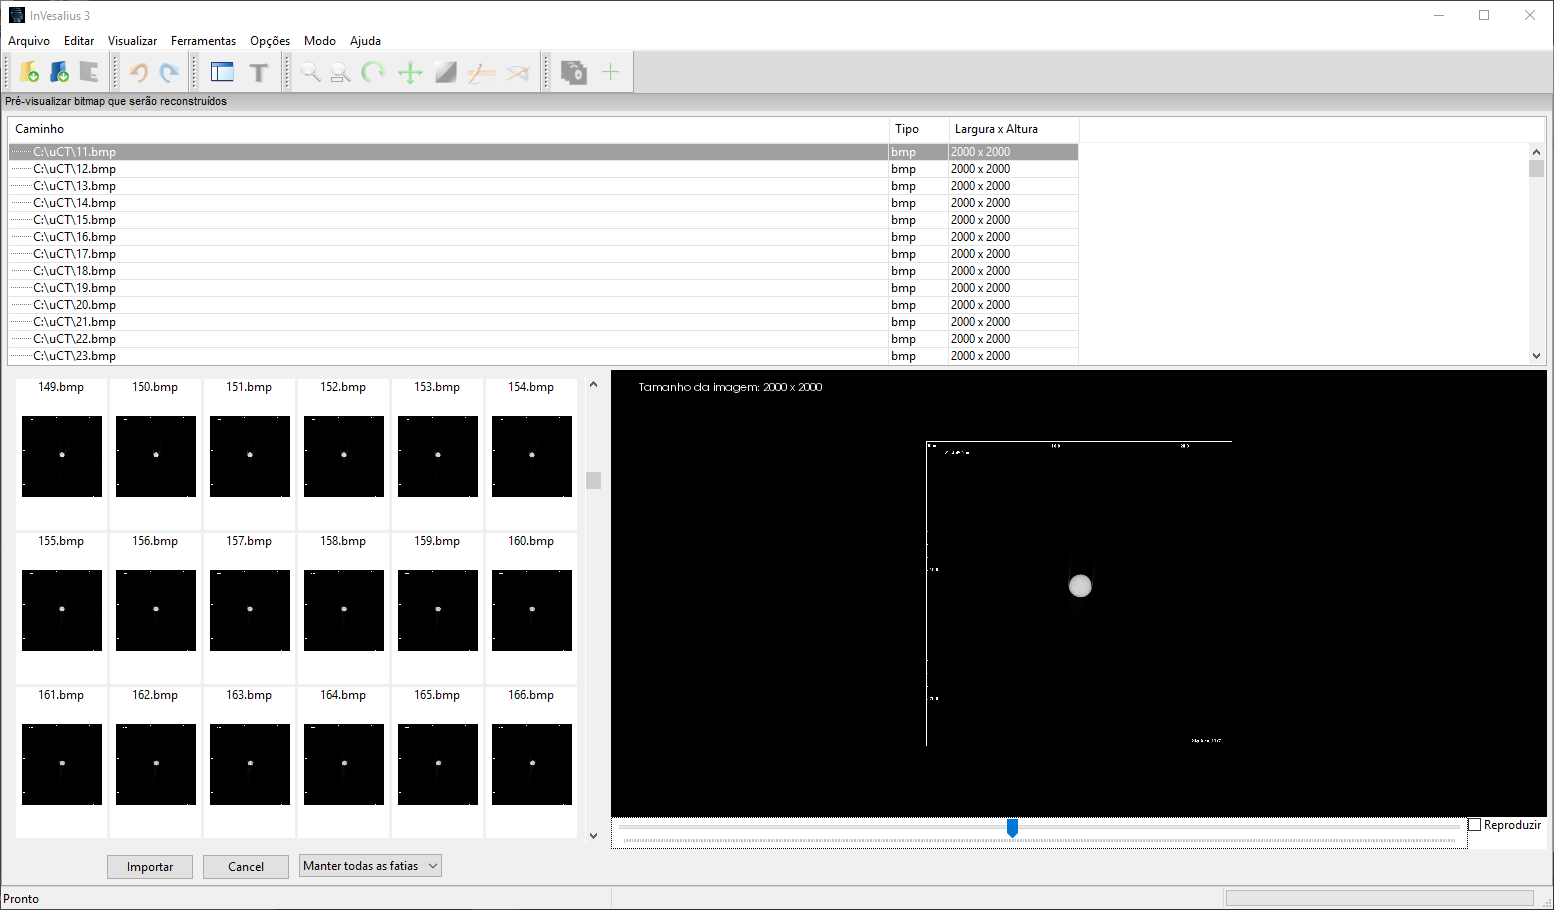 InVesalius 3
Arquivo Editar Visualizar Ferramentas Opções Modo Ajuda
Pré-visualizar bitmap que serão reconstruídos
Caminho Tipo Largura x Altura
C:\uCT\11.bmp bmp 2000 x 2000
C:\uCT\12.bmp bmp 2000 x 2000
C:\uCT\13.bmp bmp 2000 x 2000
C:\uCT\14.bmp bmp 2000 x 2000
C:\uCT\15.bmp bmp 2000 x 2000
C:\uCT\16.bmp bmp 2000 x 2000
C:\uCT\17.bmp bmp 2000 x 2000
C:\uCT\18.bmp bmp 2000 x 2000
C:\uCT\19.bmp bmp 2000 x 2000
C:\uCT\20.bmp bmp 2000 x 2000
C:\uCT\21.bmp bmp 2000 x 2000
C:\uCT\22.bmp bmp 2000 x 2000
C:\uCT\23.bmp bmp 2000 x 2000
149.bmp 150.bmp 151.bmp 152.bmp 153.bmp 154.bmp
155.bmp 156.bmp 157.bmp 158.bmp 159.bmp 160.bmp
161.bmp 162.bmp 163.bmp 164.bmp 165.bmp 166.bmp
Tamanho da imagem: 2000 x 2000
Reproduzir
Importar Cancel Manter todas as fatias
Pronto